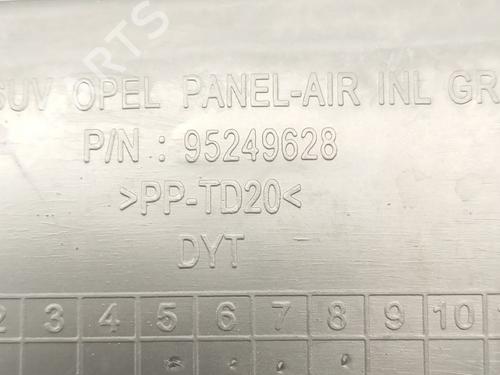 PARTS
SUV OPEL PANEL-AIR INL GR
P/N : 95249628
>PP-TD20<
DYT
2 3 4 5 6 7 8 9 10